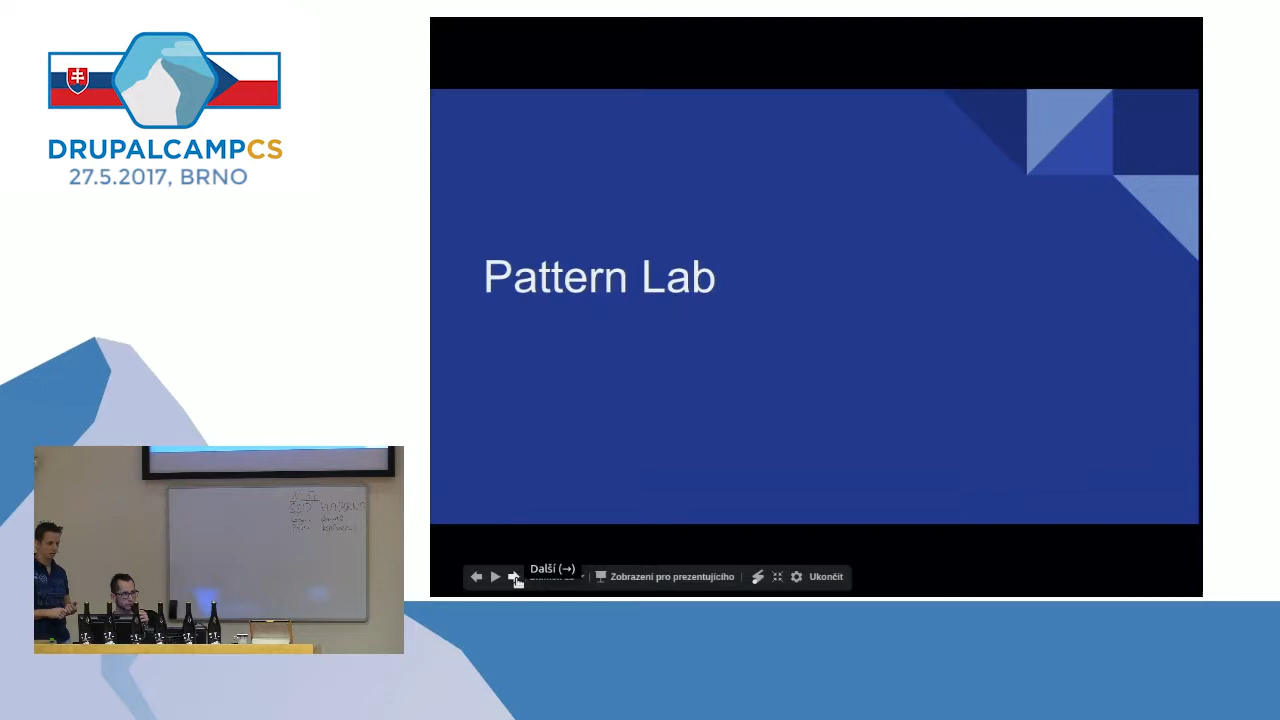 DRUPALCAMPCS
27.5.2017, BRNO
Pattern Lab
Další (→)
Zobrazení pro prezentujícího
Ukončit